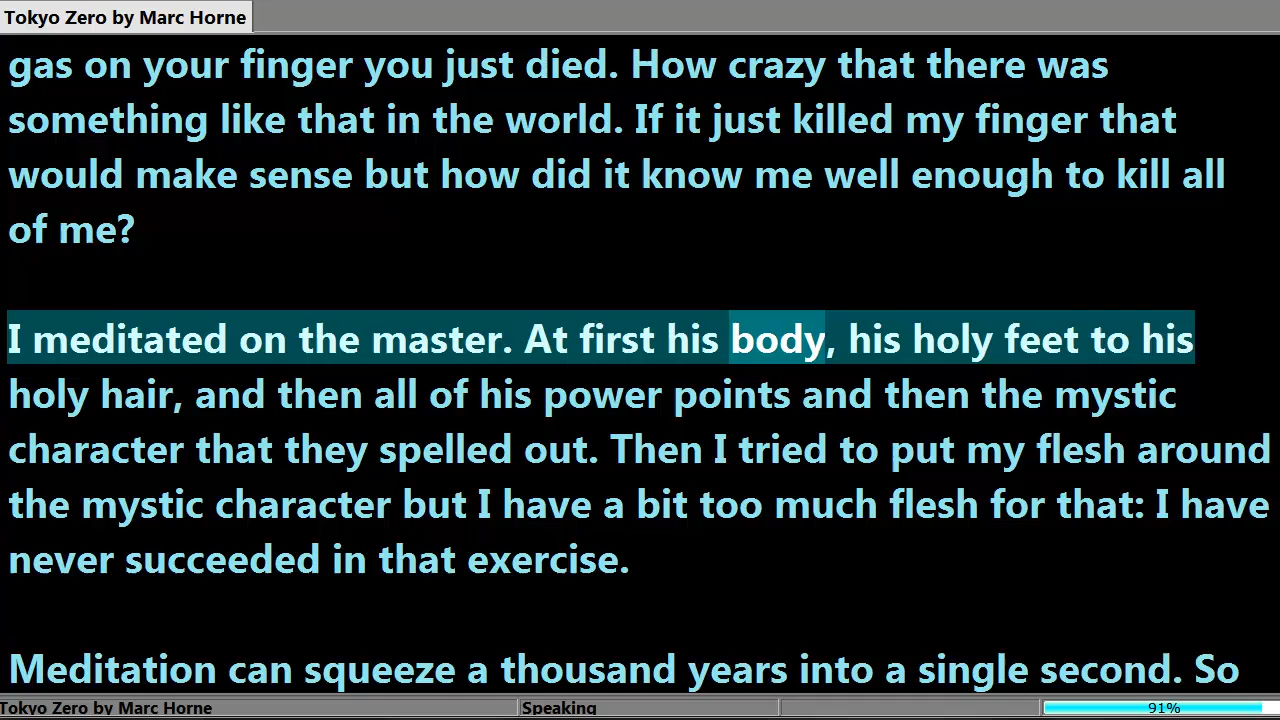 Tokyo Zero by Marc Horne
gas on your finger you just died. How crazy that there was
something like that in the world. If it just killed my finger that
would make sense but how did it know me well enough to kill all
of me?
I meditated on the master. At first his body, his holy feet to his
holy hair, and then all of his power points and then the mystic
character that they spelled out. Then I tried to put my flesh around
the mystic character but I have a bit too much flesh for that: I have
never succeeded in that exercise.
Meditation can squeeze a thousand years into a single second. So
Tokyo Zero by Marc Horne
Speaking
91%